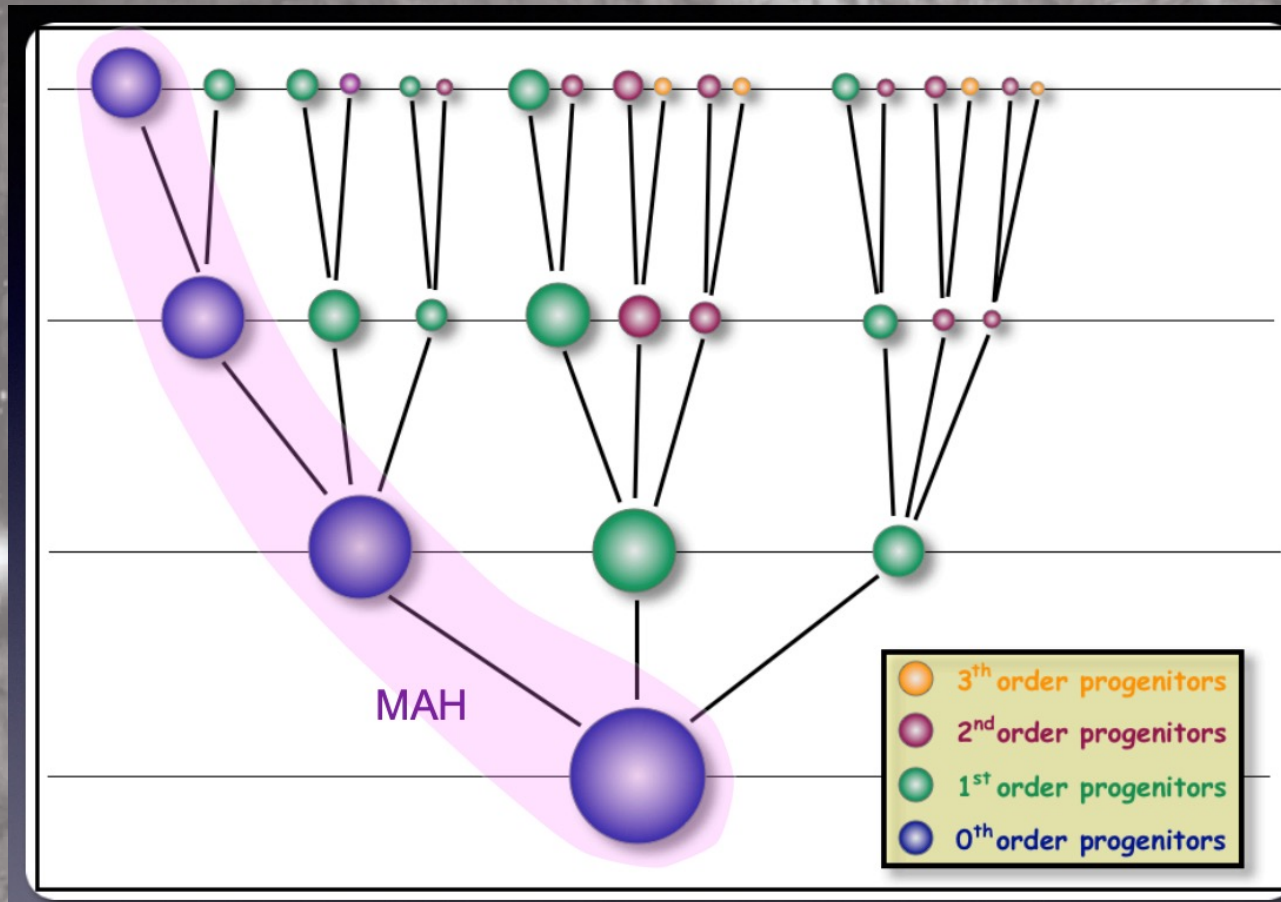 MAH
3th order progenitors
2nd order progenitors
1st order progenitors
0th order progenitors